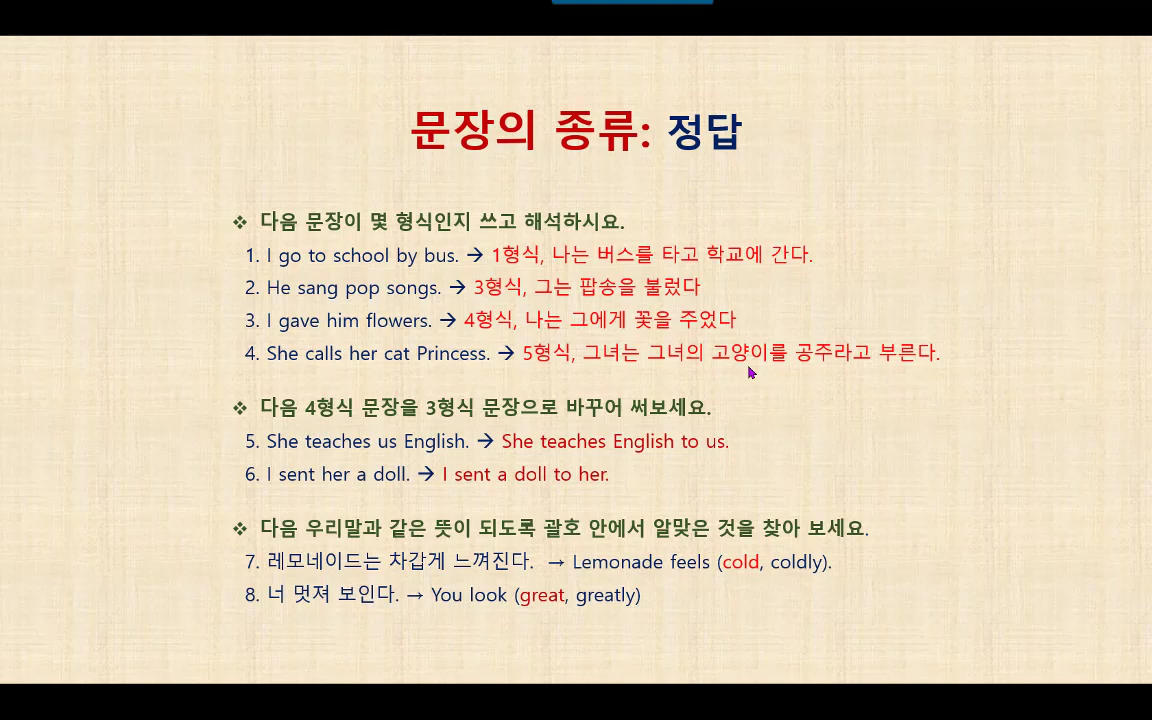 문장의 종류: 정답
❖ 다음 문장이 몇 형식인지 쓰고 해석하시요.
1. I go to school by bus. → 1형식, 나는 버스를 타고 학교에 간다.
2. He sang pop songs. → 3형식, 그는 팝송을 불렀다
3. I gave him flowers. → 4형식, 나는 그에게 꽃을 주었다
4. She calls her cat Princess. → 5형식, 그녀는 그녀의 고양이를 공주라고 부른다.
❖ 다음 4형식 문장을 3형식 문장으로 바꾸어 써보세요.
5. She teaches us English. → She teaches English to us.
6. I sent her a doll. → I sent a doll to her.
❖ 다음 우리말과 같은 뜻이 되도록 괄호 안에서 알맞은 것을 찾아 보세요.
7. 레모네이드는 차갑게 느껴진다. → Lemonade feels (cold, coldly).
8. 너 멋져 보인다. → You look (great, greatly)